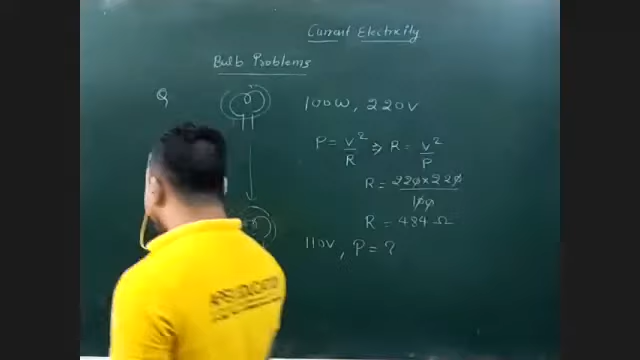 Current Electricity
Bulb Problems
Q
100W, 220V
P = V²/R ⇒ R = V²/P
R = 220×220/100
R = 484 Ω
110V, P = ?